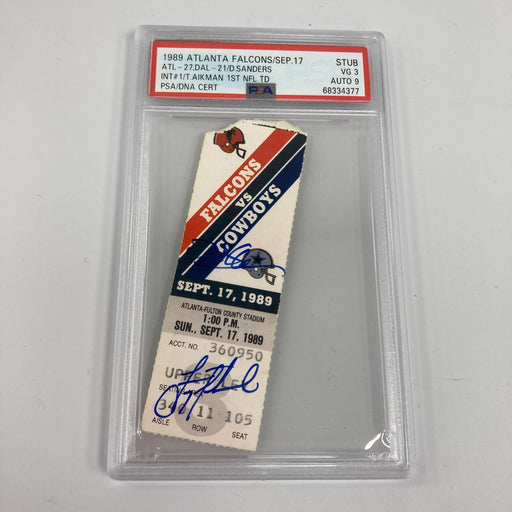 1989 ATLANTA FALCONS/SEP.17 STUB
ATL-27,DAL-21/D.SANDERS VG 3
INT#1/T.AIKMAN 1ST NFL TD AUTO 9
PSA/DNA CERT PSA 68334377
FALCONS
VS
COWBOYS
SEPT. 17, 1989
ATLANTA-FULTON COUNTY STADIUM
1:00 P.M.
SUN., SEPT. 17, 1989
ACCT. NO. 360950
11 105
AISLE ROW SEAT